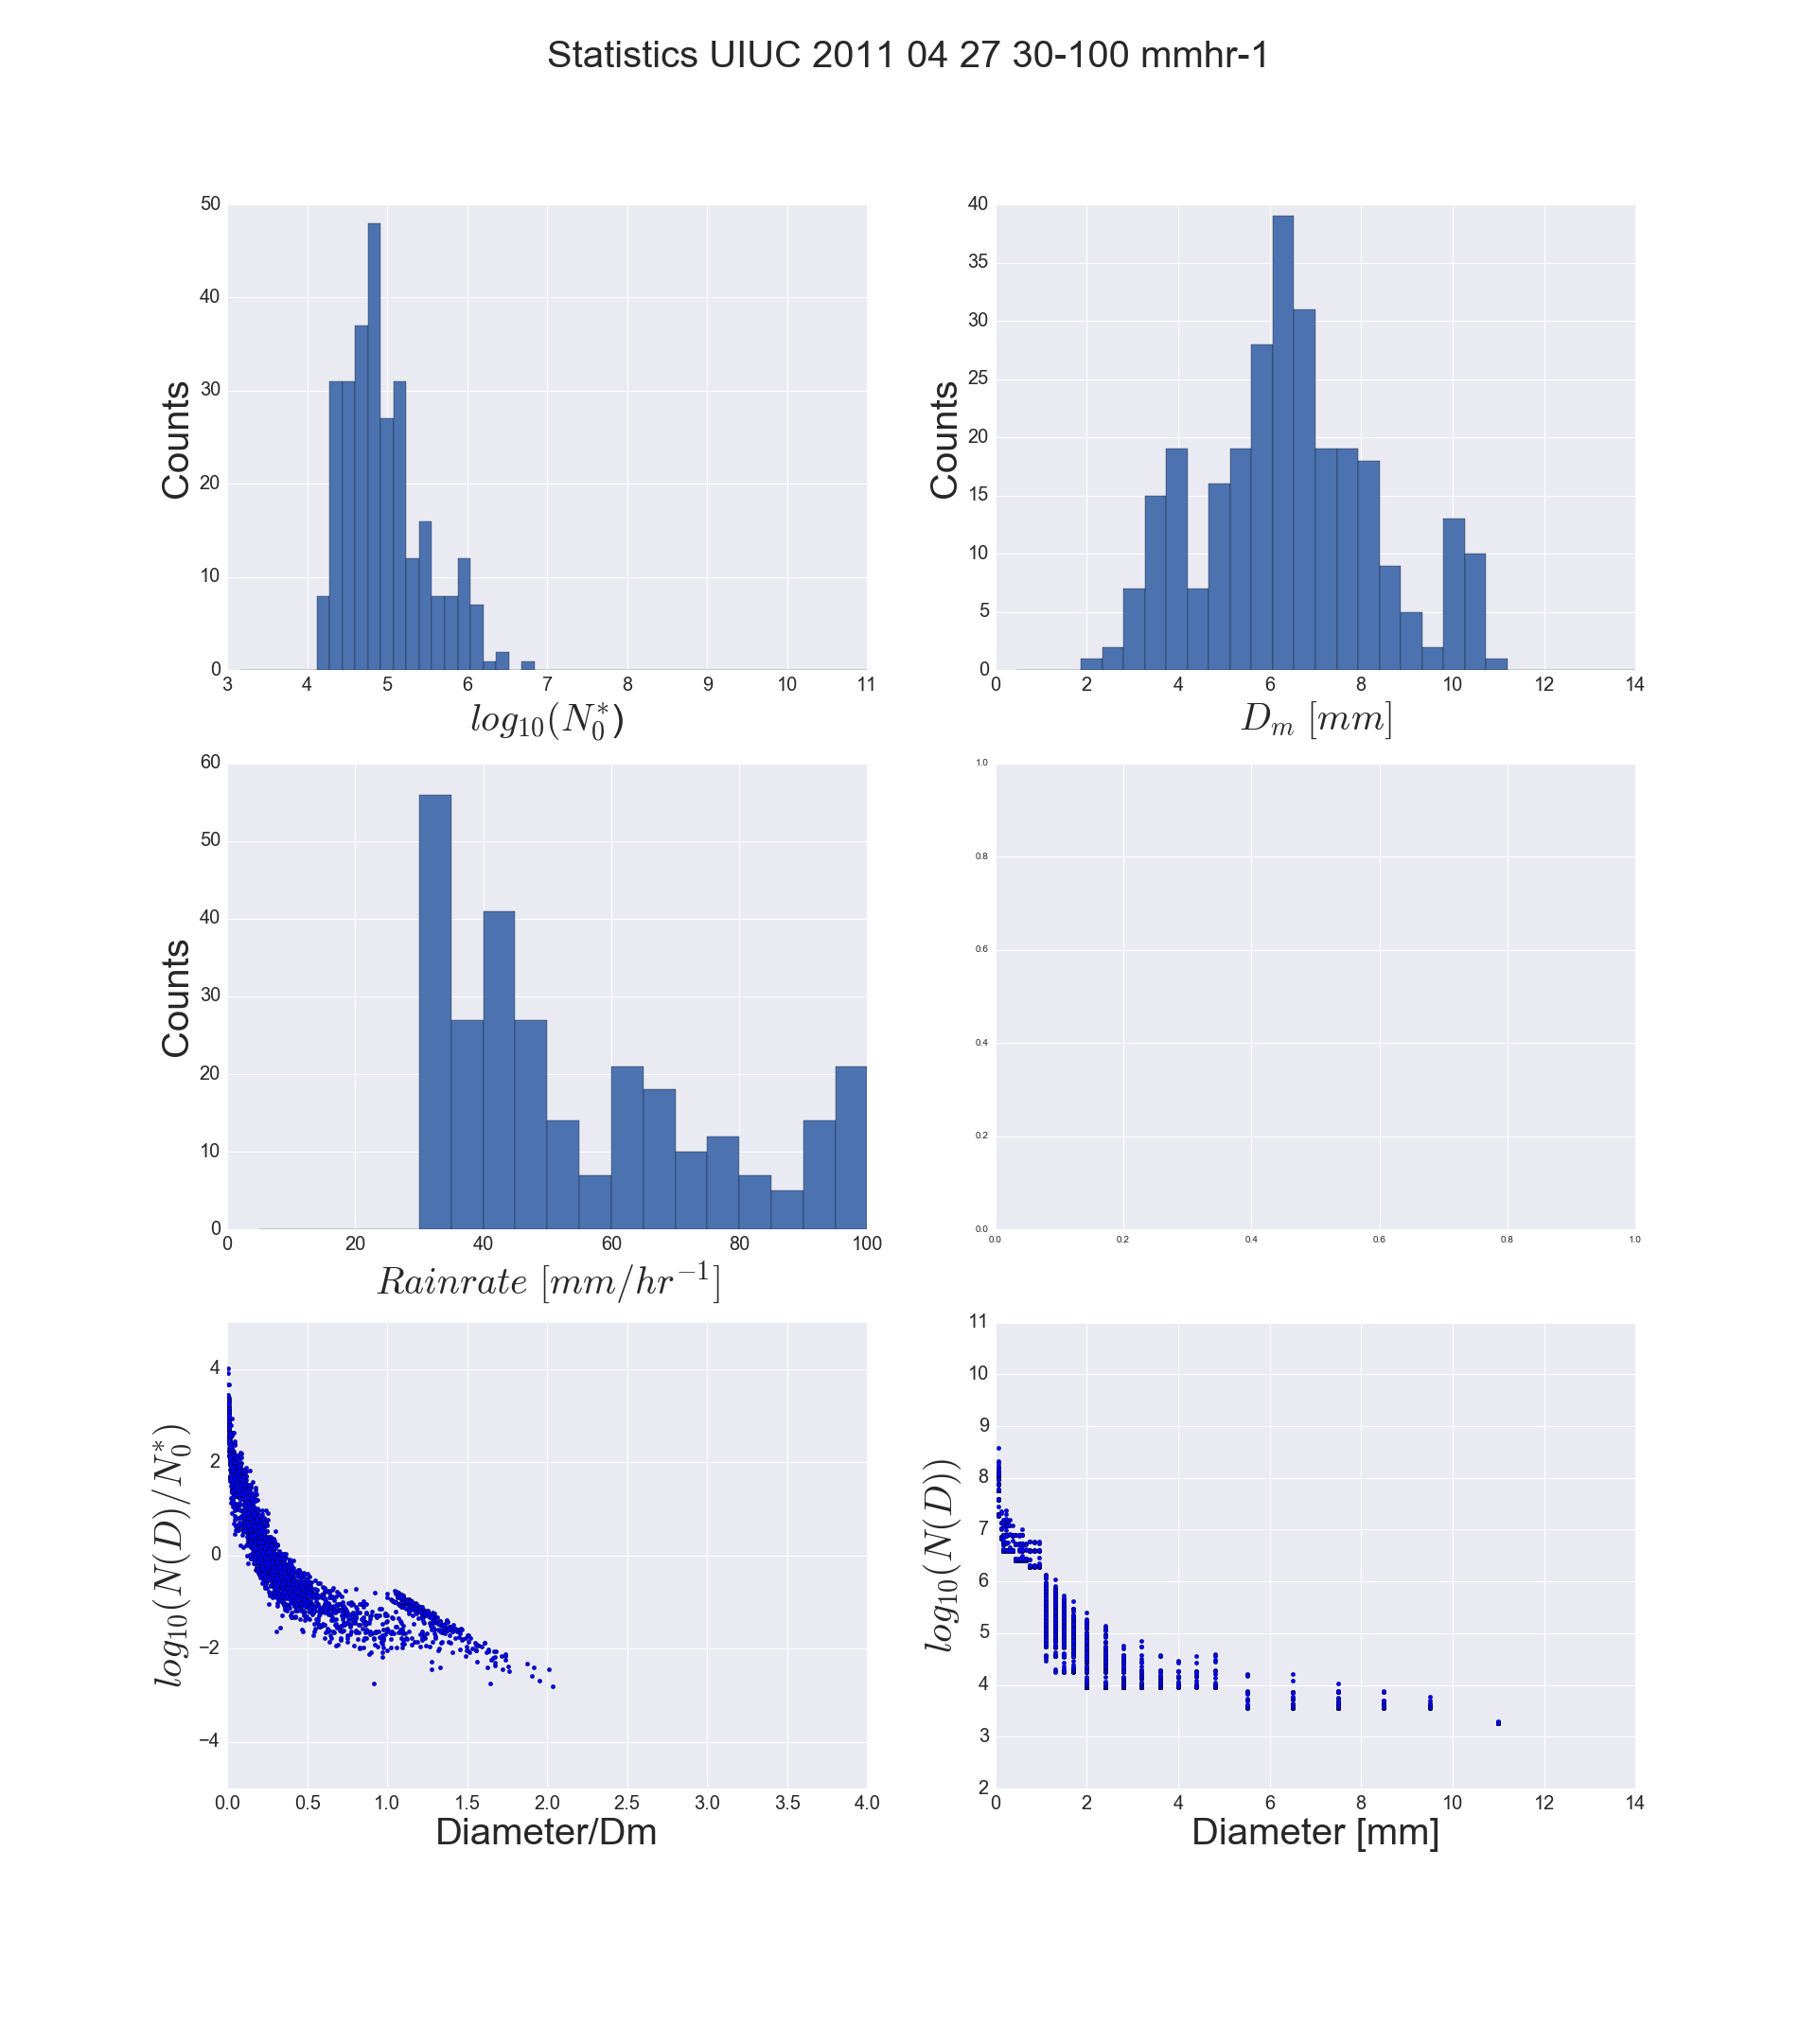 Statistics UIUC 2011 04 27 30-100 mmhr-1
50
40
30
20
10
0
Counts
3 4 5 6 7 8 9 10 11
log₁₀(N₀*)
40
35
30
25
20
15
10
5
0
Counts
0 2 4 6 8 10 12 14
Dₘ [mm]
60
50
40
30
20
10
0
Counts
0 20 40 60 80 100
Rainrate [mm/hr⁻¹]
1.0
0.8
0.6
0.4
0.2
0.0
0.0 0.2 0.4 0.6 0.8 1.0
4
2
0
−2
−4
log₁₀(N(D)/N₀*)
0.0 0.5 1.0 1.5 2.0 2.5 3.0 3.5 4.0
Diameter/Dm
11
10
9
8
7
6
5
4
3
2
log₁₀(N(D))
0 2 4 6 8 10 12 14
Diameter [mm]